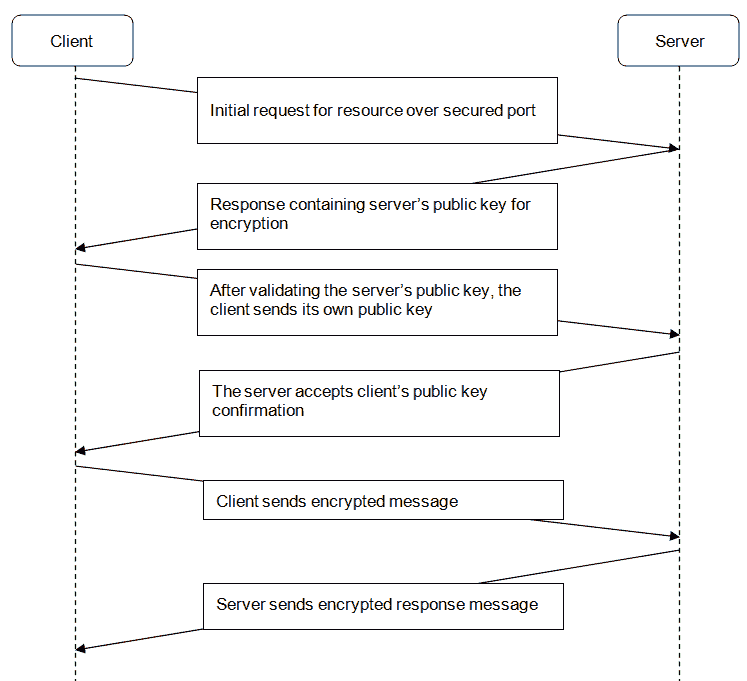 Client
Server
Initial request for resource over secured port
Response containing server’s public key for
encryption
After validating the server’s public key, the
client sends its own public key
The server accepts client’s public key
confirmation
Client sends encrypted message
Server sends encrypted response message